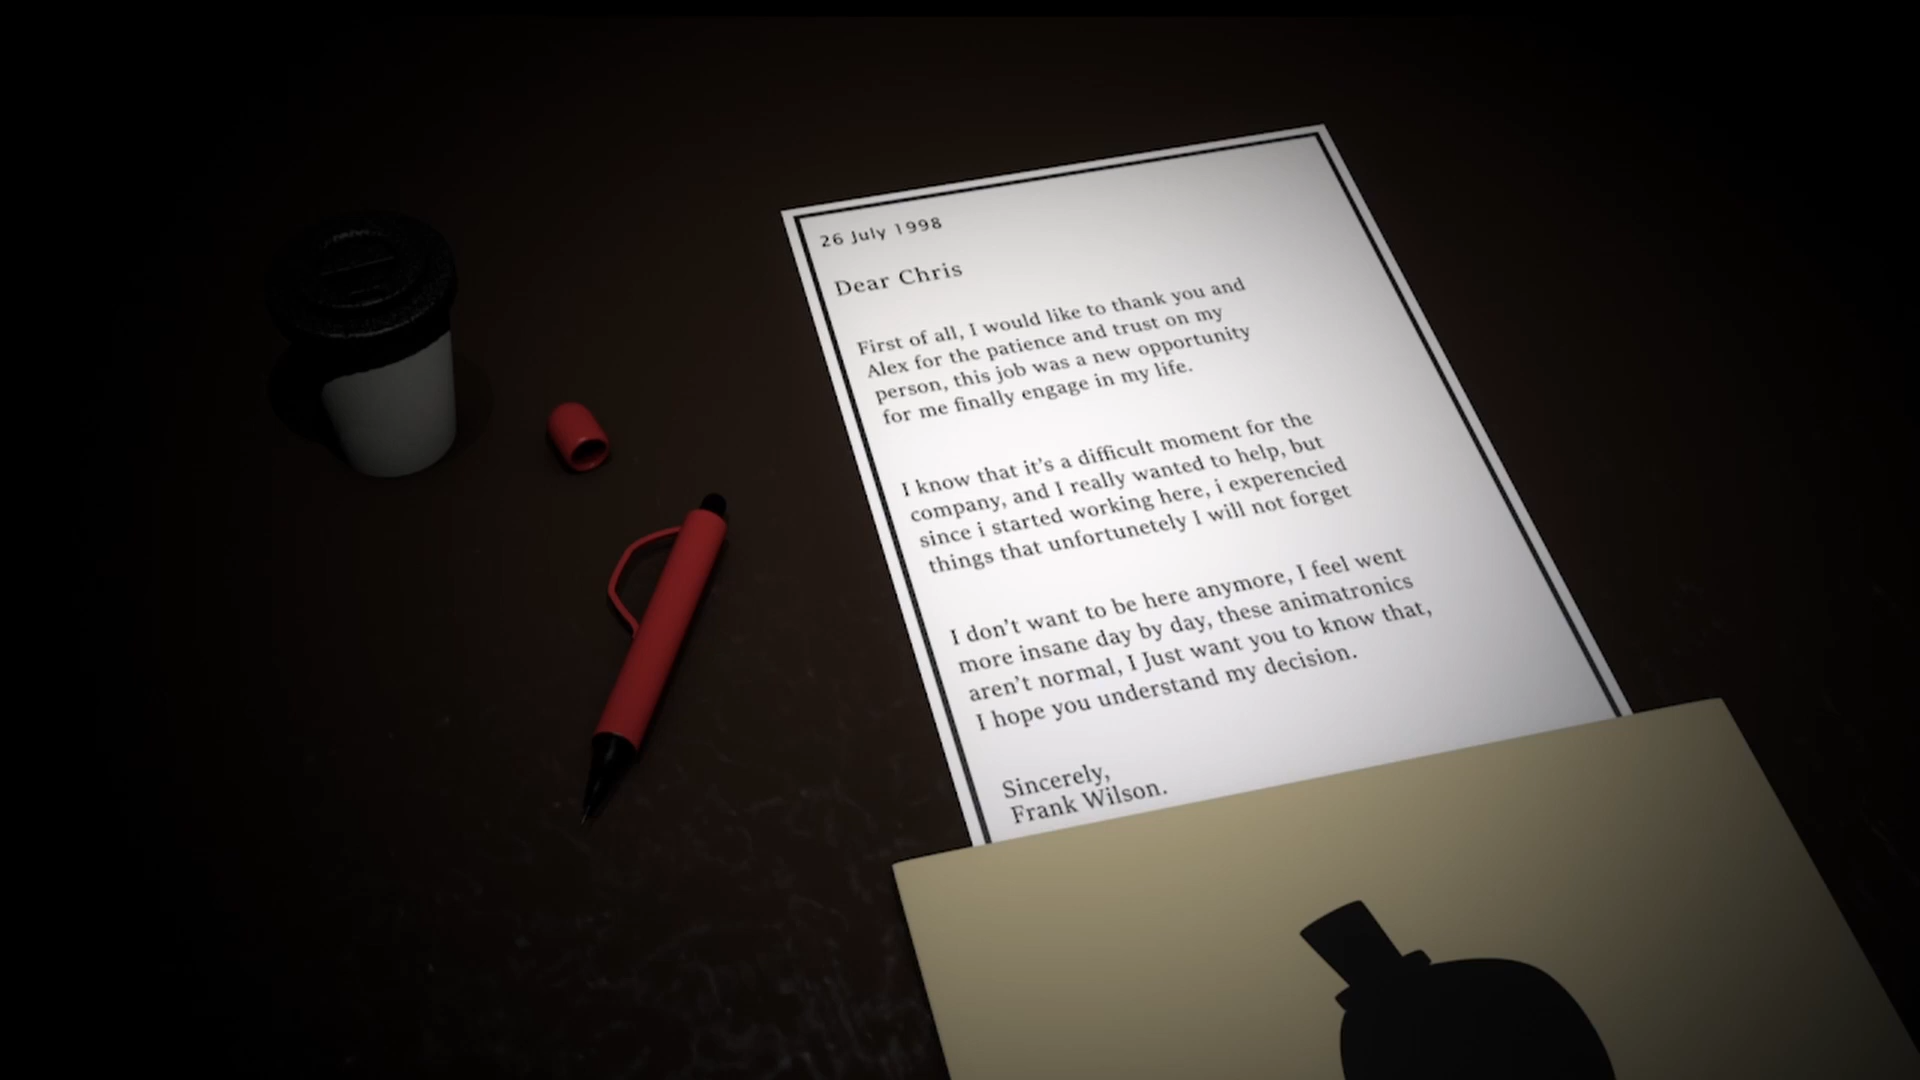 26 July 1998
Dear Chris
First of all, I would like to thank you and
Alex for the patience and trust on my
person, this job was a new opportunity
for me finally engage in my life.
I know that it's a difficult moment for the
company, and I really wanted to help, but
since i started working here, i experencied
things that unfortunetely I will not forget
I don't want to be here anymore, I feel went
more insane day by day, these animatronics
aren't normal, I Just want you to know that,
I hope you understand my decision.
Sincerely,
Frank Wilson.